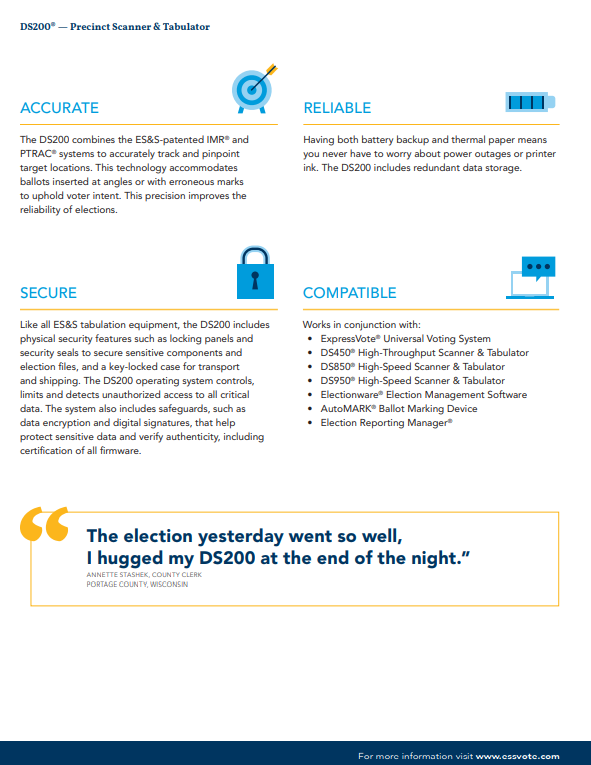 DS200® — Precinct Scanner & Tabulator
ACCURATE
The DS200 combines the ES&S-patented IMR® and
PTRAC® systems to accurately track and pinpoint
target locations. This technology accommodates
ballots inserted at angles or with erroneous marks
to uphold voter intent. This precision improves the
reliability of elections.
RELIABLE
Having both battery backup and thermal paper means
you never have to worry about power outages or printer
ink. The DS200 includes redundant data storage.
SECURE
Like all ES&S tabulation equipment, the DS200 includes
physical security features such as locking panels and
security seals to secure sensitive components and
election files, and a key-locked case for transport
and shipping. The DS200 operating system controls,
limits and detects unauthorized access to all critical
data. The system also includes safeguards, such as
data encryption and digital signatures, that help
protect sensitive data and verify authenticity, including
certification of all firmware.
COMPATIBLE
Works in conjunction with:
• ExpressVote® Universal Voting System
• DS450® High-Throughput Scanner & Tabulator
• DS850® High-Speed Scanner & Tabulator
• DS950® High-Speed Scanner & Tabulator
• Electionware® Election Management Software
• AutoMARK® Ballot Marking Device
• Election Reporting Manager®
“The election yesterday went so well,
I hugged my DS200 at the end of the night.”
ANNETTE STASHEK, COUNTY CLERK
PORTAGE COUNTY, WISCONSIN
For more information visit www.essvote.com